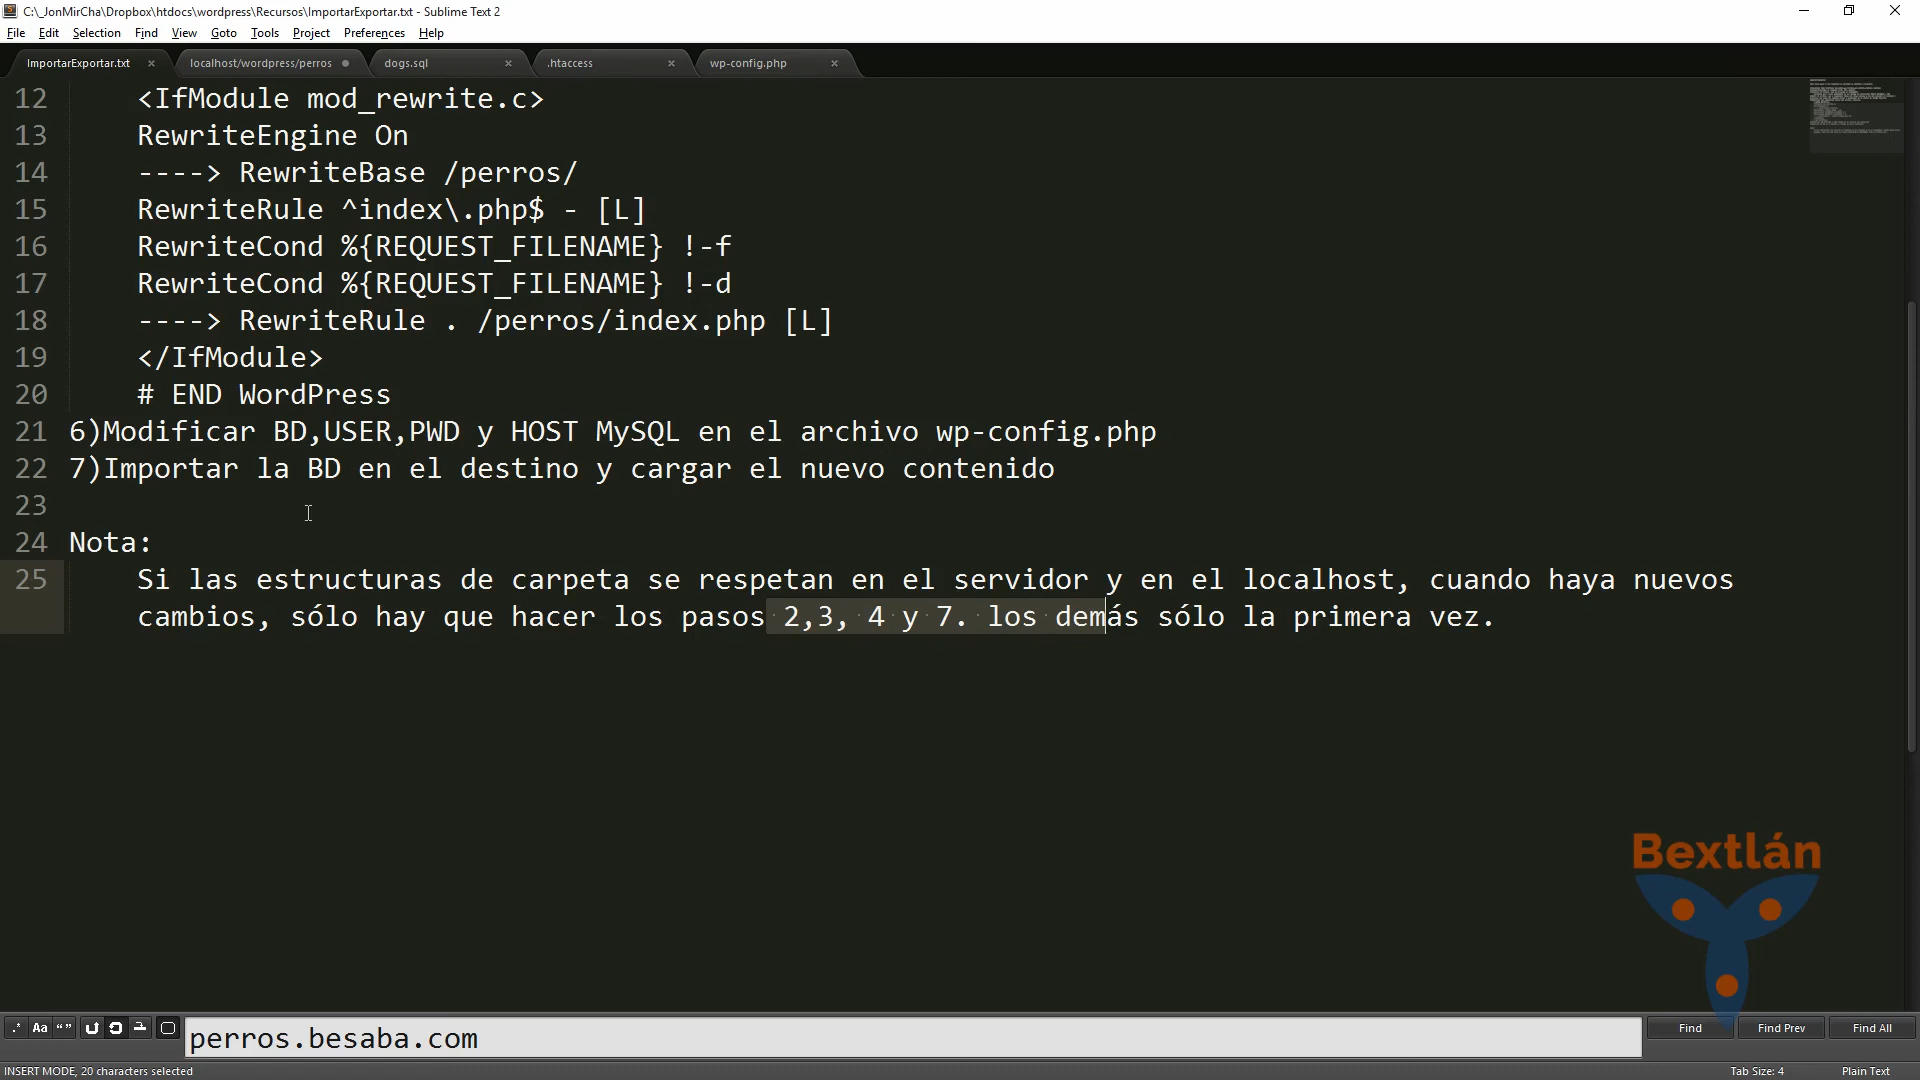 C:\_JonMirCha\Dropbox\htdocs\wordpress\Recursos\ImportarExportar.txt - Sublime Text 2
File Edit Selection Find View Goto Tools Project Preferences Help
ImportarExportar.txt × localhost/wordpress/perros dogs.sql × .htaccess × wp-config.php ×
12 <IfModule mod_rewrite.c>
13 RewriteEngine On
14 ----> RewriteBase /perros/
15 RewriteRule ^index\.php$ - [L]
16 RewriteCond %{REQUEST_FILENAME} !-f
17 RewriteCond %{REQUEST_FILENAME} !-d
18 ----> RewriteRule . /perros/index.php [L]
19 </IfModule>
20 # END WordPress
21 6)Modificar BD,USER,PWD y HOST MySQL en el archivo wp-config.php
22 7)Importar la BD en el destino y cargar el nuevo contenido
23
24 Nota:
25 Si las estructuras de carpeta se respetan en el servidor y en el localhost, cuando haya nuevos
cambios, sólo hay que hacer los pasos 2,3, 4 y 7. los demás sólo la primera vez.
Bextlán
.* Aa “” perros.besaba.com Find Find Prev Find All
INSERT MODE, 20 characters selected Tab Size: 4 Plain Text